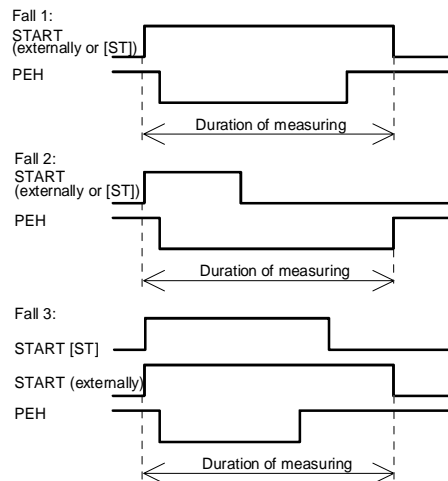 Fall 1:
START
(externally or [ST])
PEH
Duration of measuring
Fall 2:
START
(externally or [ST])
PEH
Duration of measuring
Fall 3:
START [ST]
START (externally)
PEH
Duration of measuring